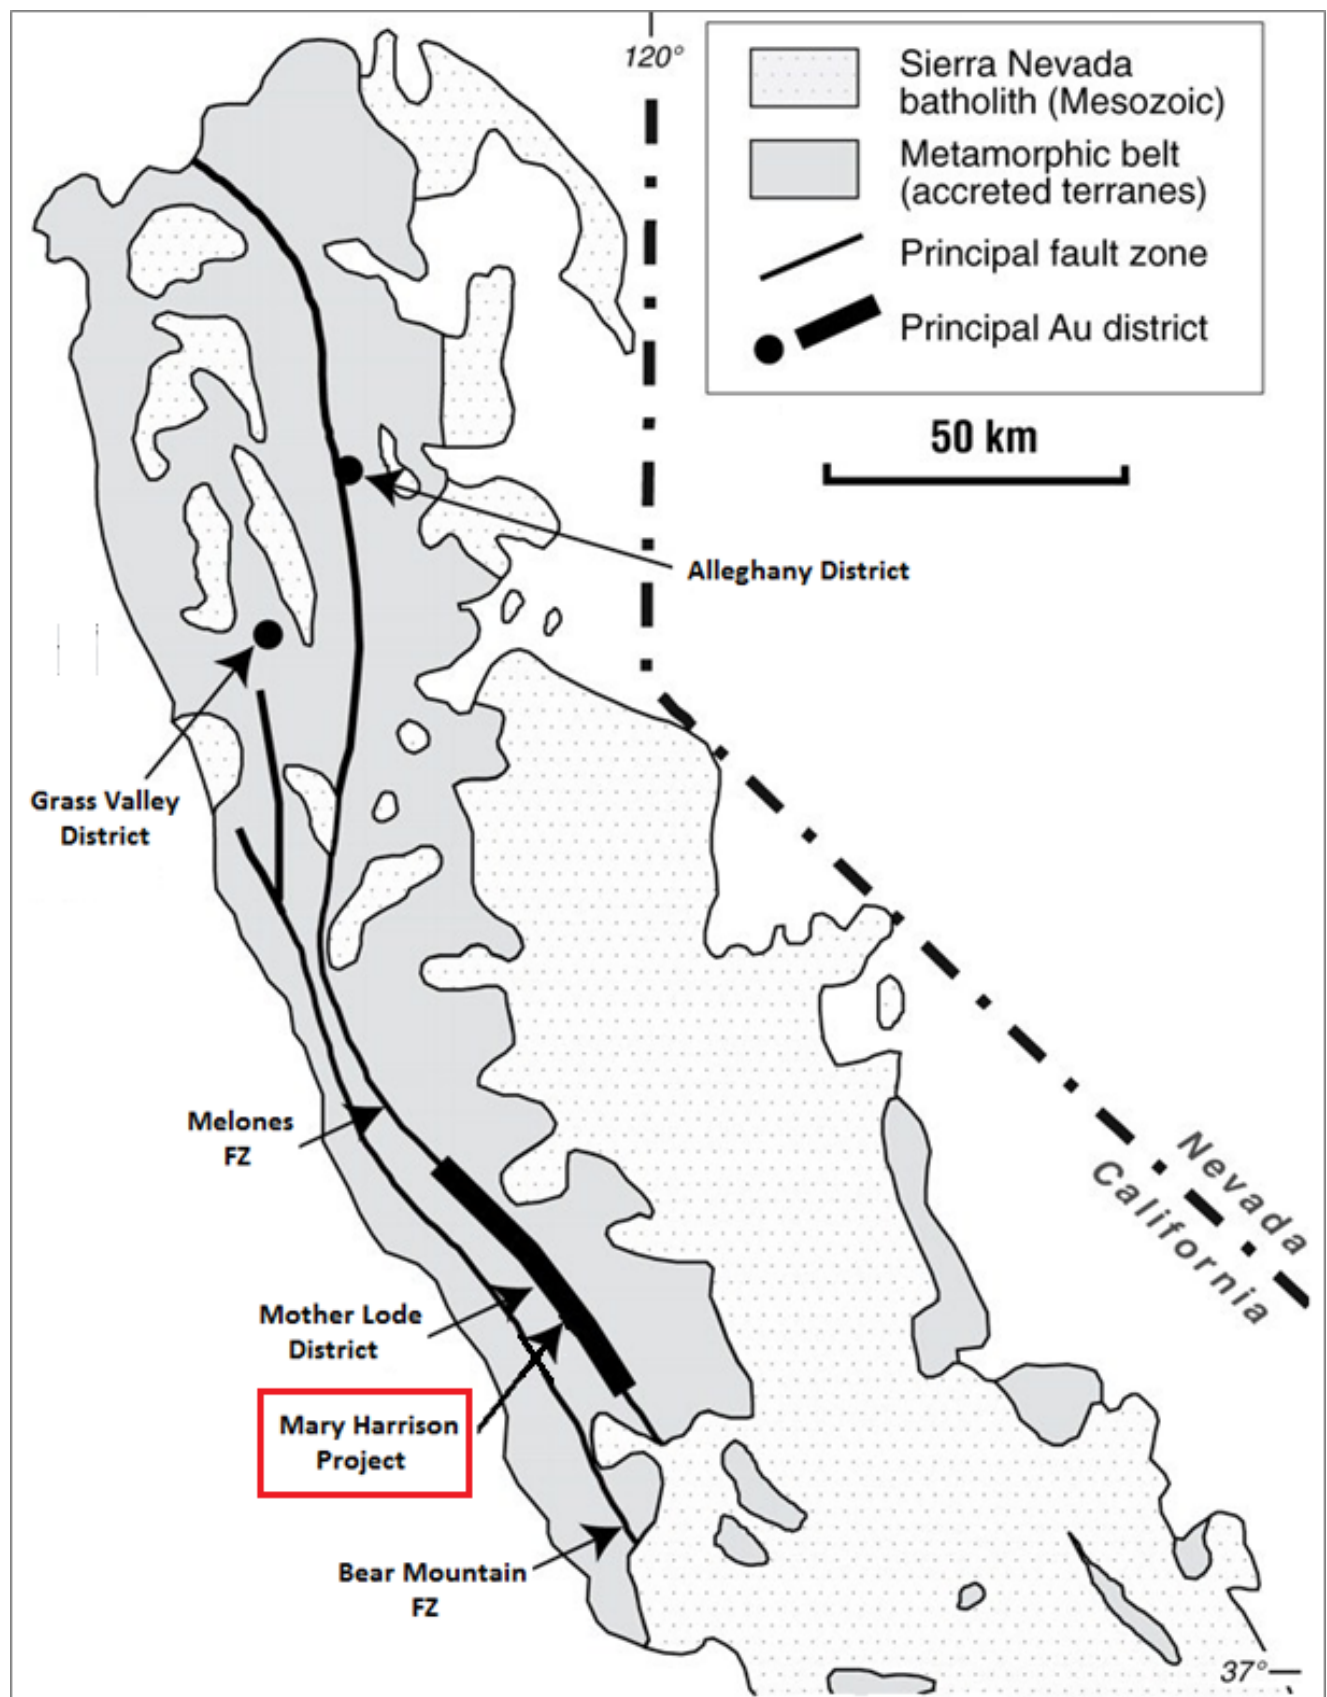 120°
Sierra Nevada
batholith (Mesozoic)
Metamorphic belt
(accreted terranes)
Principal fault zone
Principal Au district
50 km
Alleghany District
Grass Valley
District
Melones
FZ
Nevada
California
Mother Lode
District
Mary Harrison
Project
Bear Mountain
FZ
37°